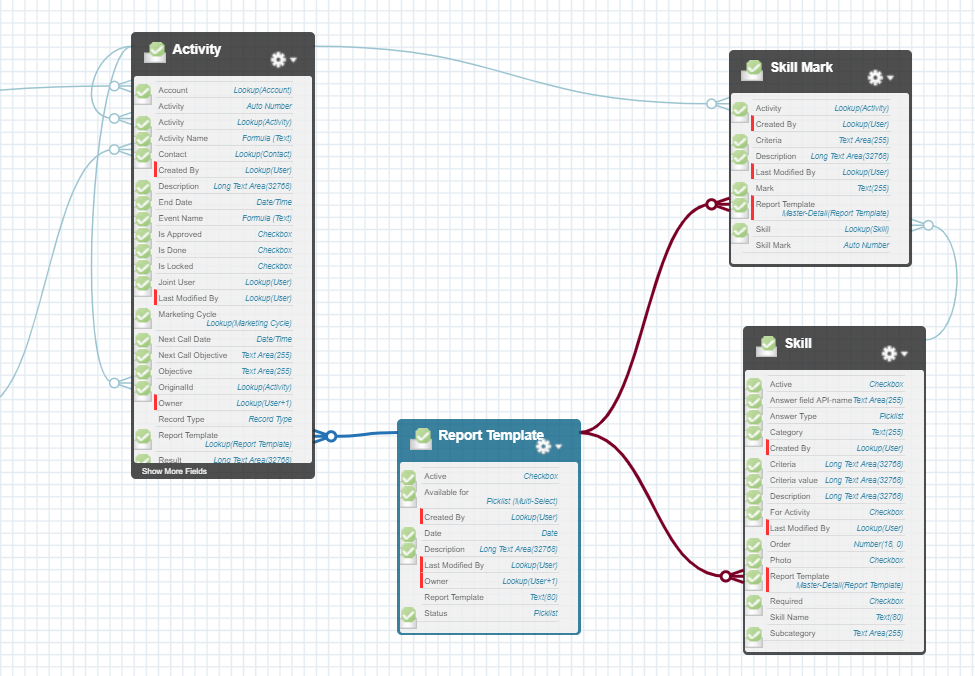 Activity
Account Lookup(Account)
Activity Auto Number
Activity Lookup(Activity)
Activity Name Formula (Text)
Contact Lookup(Contact)
Created By Lookup(User)
Description Long Text Area(32768)
End Date Date/Time
Event Name Formula (Text)
Is Approved Checkbox
Is Done Checkbox
Is Locked Checkbox
Joint User Lookup(User)
Last Modified By Lookup(User)
Marketing Cycle
Lookup(Marketing Cycle)
Next Call Date Date/Time
Next Call Objective Text Area(255)
Objective Text Area(255)
OriginalId Lookup(Activity)
Owner Lookup(User+1)
Record Type Record Type
Report Template
Lookup(Report Template)
Result Long Text Area(32768)
Show More Fields
Report Template
Active Checkbox
Available for
Picklist (Multi-Select)
Created By Lookup(User)
Date Date
Description Long Text Area(32768)
Last Modified By Lookup(User)
Owner Lookup(User+1)
Report Template Text(80)
Status Picklist
Skill Mark
Activity Lookup(Activity)
Created By Lookup(User)
Criteria Text Area(255)
Description Long Text Area(32768)
Last Modified By Lookup(User)
Mark Text(255)
Report Template
Master-Detail(Report Template)
Skill Lookup(Skill)
Skill Mark Auto Number
Skill
Active Checkbox
Answer field API-name Text Area(255)
Answer Type Picklist
Category Text(255)
Created By Lookup(User)
Criteria Long Text Area(32768)
Criteria value Long Text Area(32768)
Description Long Text Area(32768)
For Activity Checkbox
Last Modified By Lookup(User)
Order Number(18, 0)
Photo Checkbox
Report Template
Master-Detail(Report Template)
Required Checkbox
Skill Name Text(80)
Subcategory Text Area(255)